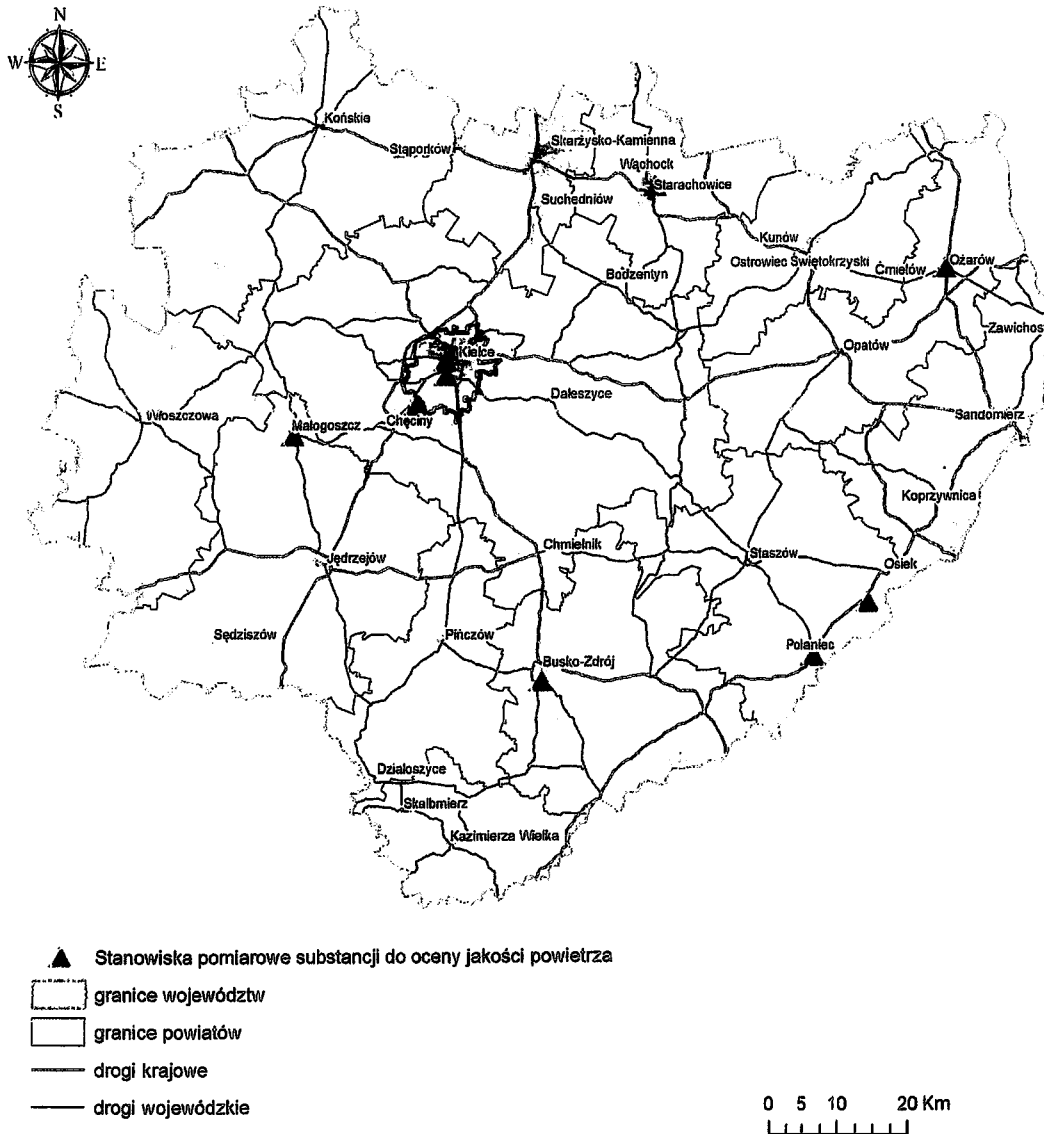 N
W
E
S
Końskie
Stąporków
Skarżysko-Kamienna
Wąchock
Starachowice
Suchedniów
Kunów
Bodzentyn
Ostrowiec Świętokrzyski
Ćmielów
Ożarów
Zawichost
Kielce
Opatów
Daleszyce
Włoszczowa
Małogoszcz
Chęciny
Sandomierz
Koprzywnica
Chmielnik
Staszów
Jędrzejów
Osiek
Sędziszów
Pińczów
Połaniec
Busko-Zdrój
Działoszyce
Skalbmierz
Kazimierza Wielka
Stanowiska pomiarowe substancji do oceny jakości powietrza
granice województw
granice powiatów
drogi krajowe
drogi wojewódzkie
0 5 10 20 Km